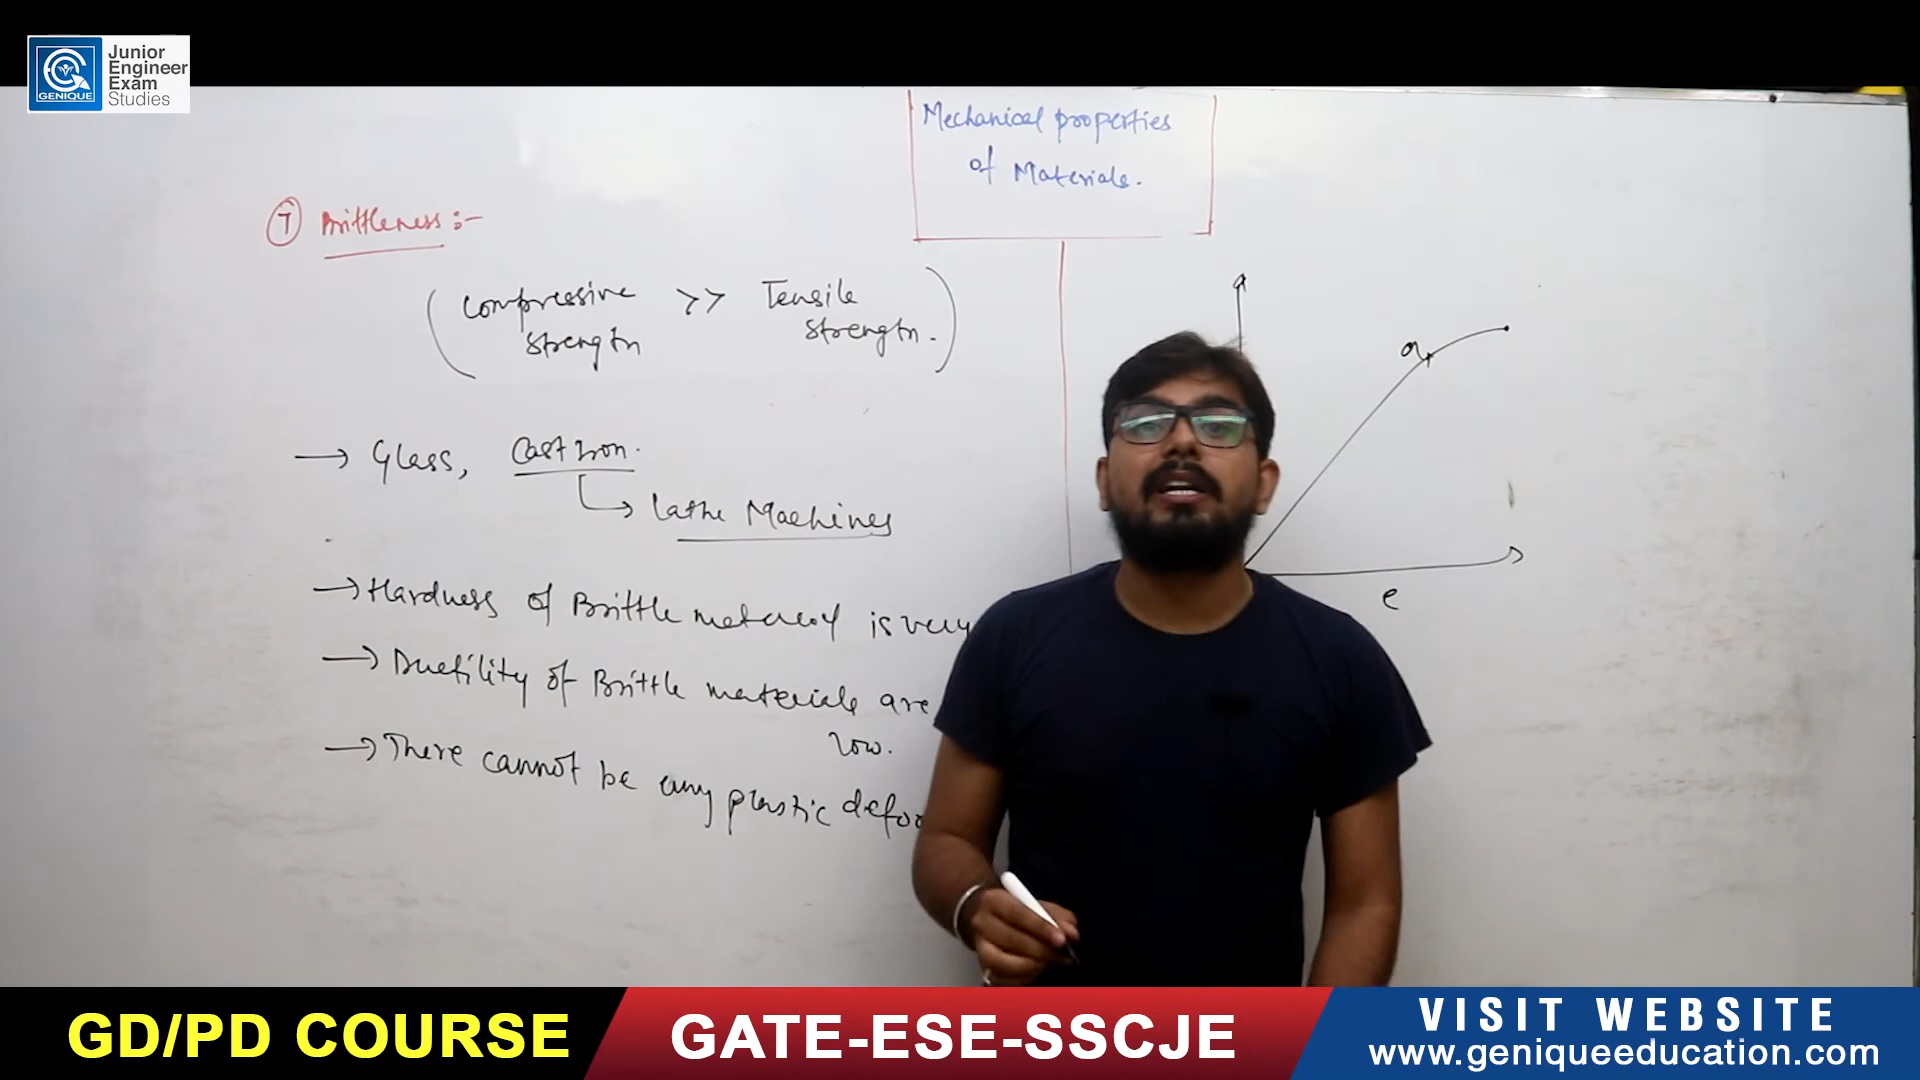 Junior
Engineer
Exam
Studies
GENIQUE
Mechanical properties
of Materials.
7 Brittleness :-
(Compressive strength >> Tensile strength.)
→ Glass, Cast Iron.
→ Lathe Machines
→ Hardness of Brittle material is very
→ Ductility of Brittle materials are
low.
→ There cannot be any plastic defor
e
GD/PD COURSE
GATE-ESE-SSCJE
VISIT WEBSITE
www.geniqueeducation.com